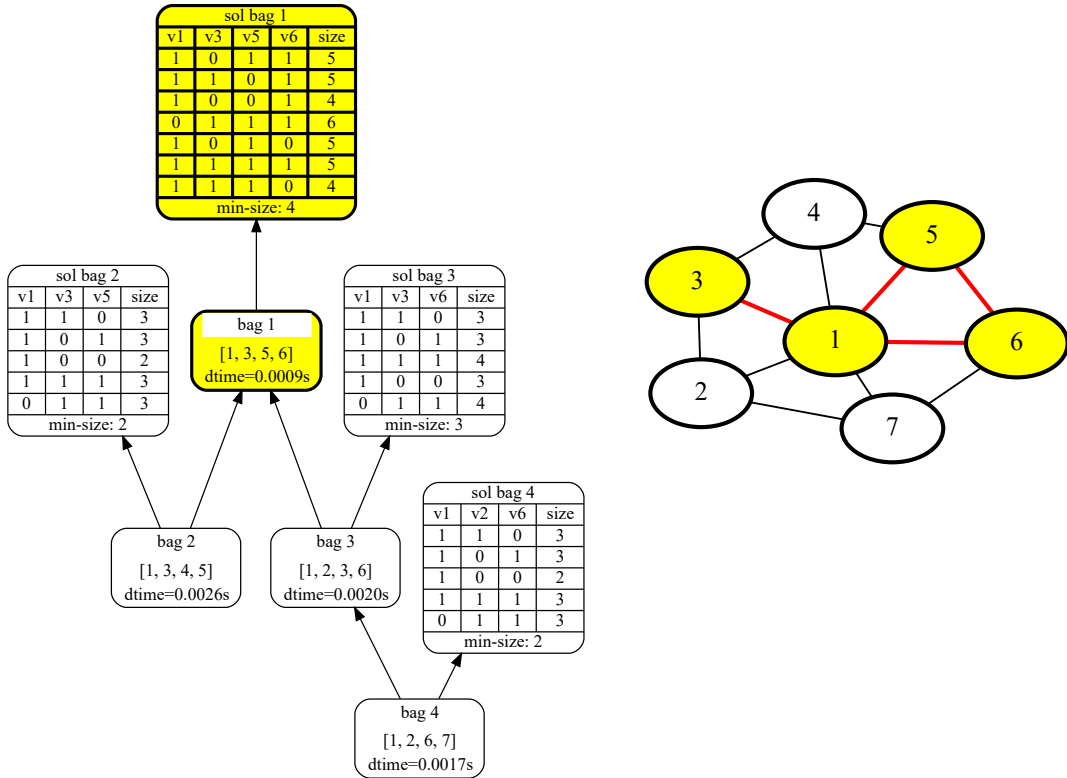 sol bag 1
v1 v3 v5 v6 size
1 0 1 1 5
1 1 0 1 5
1 0 0 1 4
0 1 1 1 6
1 0 1 0 5
1 1 1 1 5
1 1 1 0 4
min-size: 4
sol bag 2
v1 v3 v5 size
1 1 0 3
1 0 1 3
1 0 0 2
1 1 1 3
0 1 1 3
min-size: 2
bag 1
[1, 3, 5, 6]
dtime=0.0009s
sol bag 3
v1 v3 v6 size
1 1 0 3
1 0 1 3
1 1 1 4
1 0 0 3
0 1 1 4
min-size: 3
bag 2
[1, 3, 4, 5]
dtime=0.0026s
bag 3
[1, 2, 3, 6]
dtime=0.0020s
sol bag 4
v1 v2 v6 size
1 1 0 3
1 0 1 3
1 0 0 2
1 1 1 3
0 1 1 3
min-size: 2
bag 4
[1, 2, 6, 7]
dtime=0.0017s
4
5
3
1
6
2
7